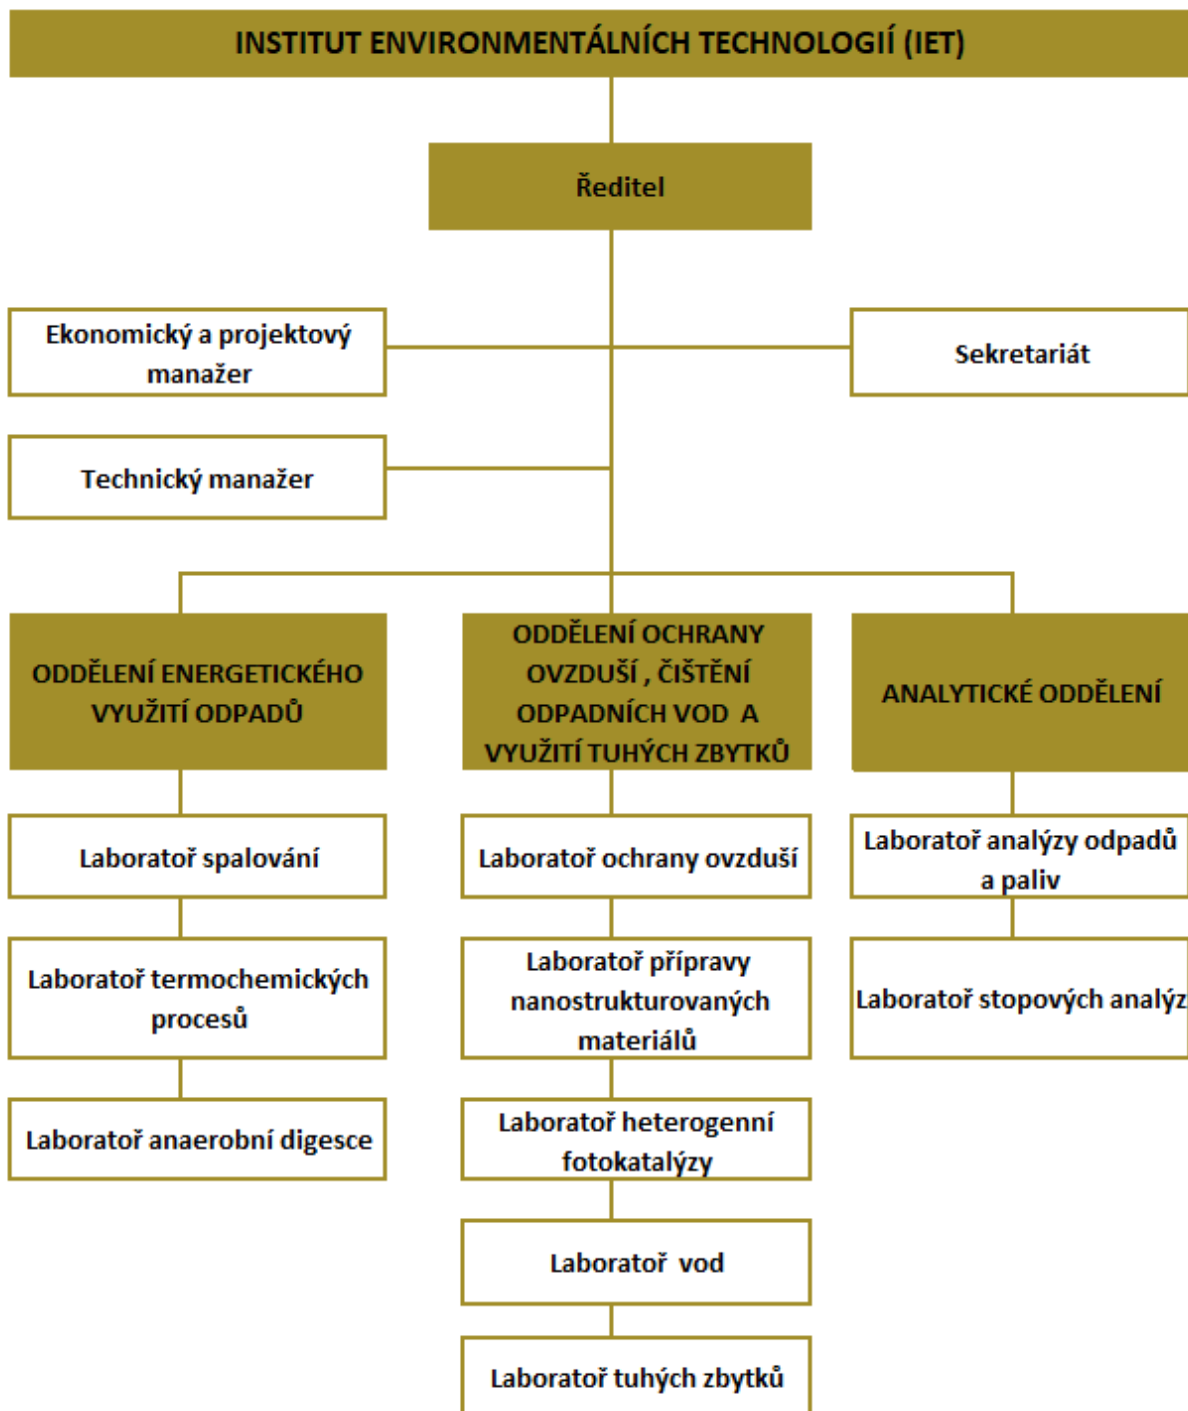 INSTITUT ENVIRONMENTÁLNÍCH TECHNOLOGIÍ (IET)
Ředitel
Ekonomický a projektový
manažer
Sekretariát
Technický manažer
ODDĚLENÍ ENERGETICKÉHO
VYUŽITÍ ODPADŮ
ODDĚLENÍ OCHRANY
OVZDUŠÍ , ČIŠTĚNÍ
ODPADNÍCH VOD  A
VYUŽITÍ TUHÝCH ZBYTKŮ
ANALYTICKÉ ODDĚLENÍ
Laboratoř spalování
Laboratoř termochemických
procesů
Laboratoř anaerobní digesce
Laboratoř ochrany ovzduší
Laboratoř přípravy
nanostrukturovaných
materiálů
Laboratoř heterogenní
fotokatalýzy
Laboratoř  vod
Laboratoř tuhých zbytků
Laboratoř analýzy odpadů
a paliv
Laboratoř stopových analýz